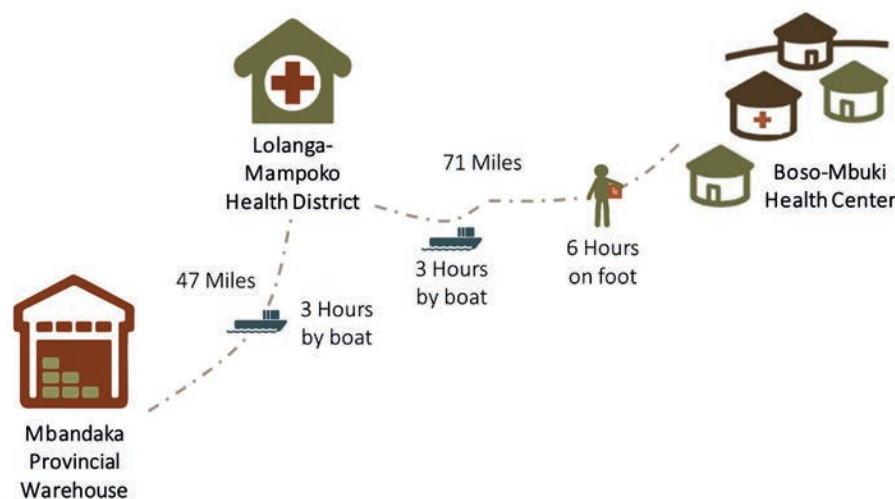 Lolanga-
Mampoko
Health District
71 Miles
Boso-Mbuki
Health Center
47 Miles
3 Hours
by boat
3 Hours
by boat
6 Hours
on foot
Mbandaka
Provincial
Warehouse